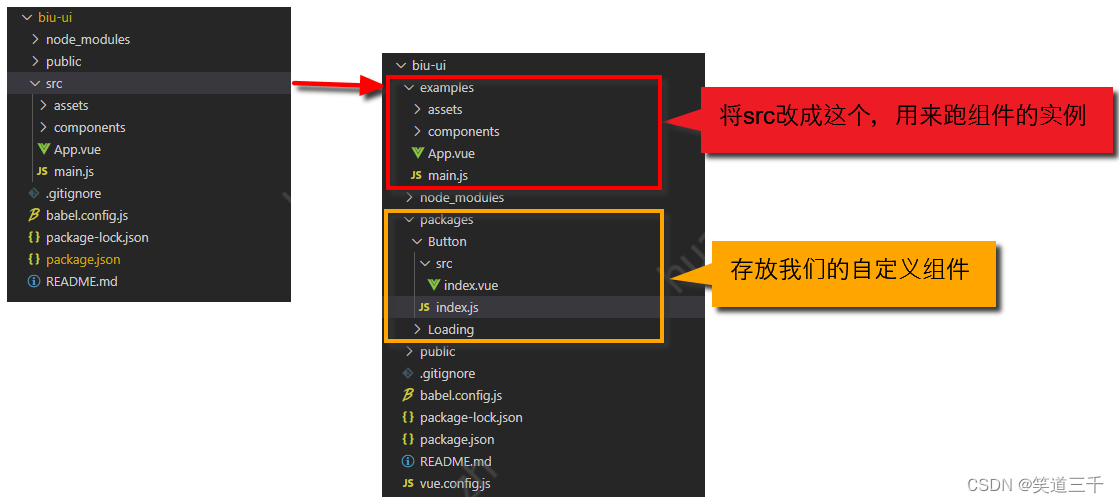 biu-ui
node_modules
public
src
assets
components
App.vue
JS main.js
.gitignore
babel.config.js
{} package-lock.json
{} package.json
README.md
biu-ui
examples
assets
components
App.vue
JS main.js
node_modules
packages
Button
src
index.vue
JS index.js
Loading
public
.gitignore
babel.config.js
{} package-lock.json
{} package.json
README.md
JS vue.config.js
将src改成这个，用来跑组件的实例
存放我们的自定义组件
CSDN @笑道三千